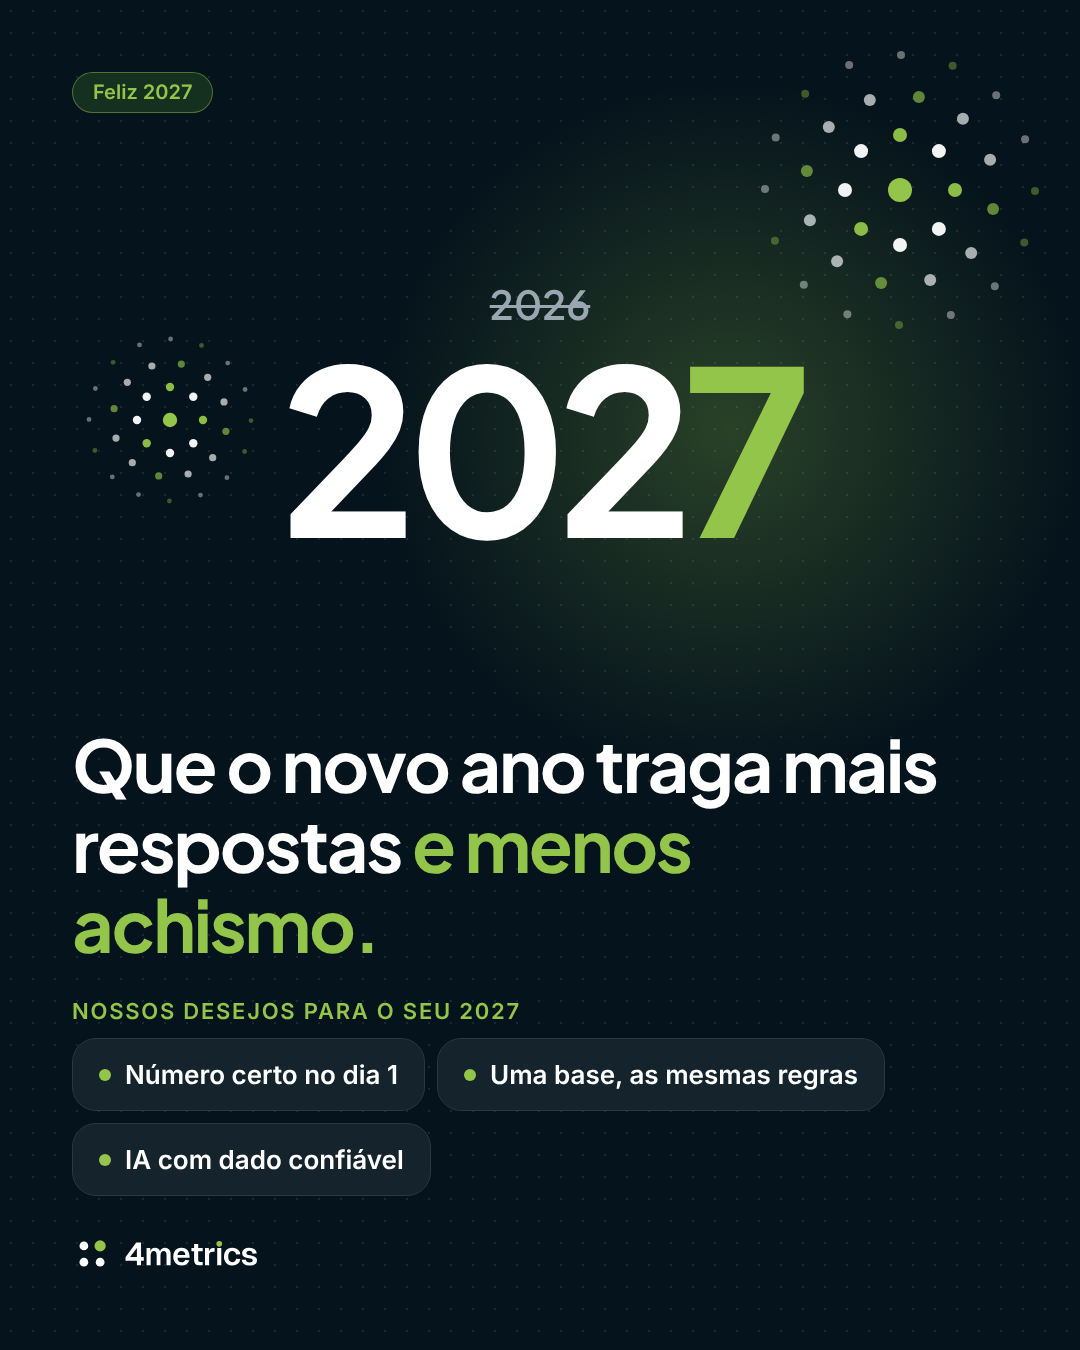 Feliz 2027
2026
2027
Que o novo ano traga mais
respostas e menos
achismo.
NOSSOS DESEJOS PARA O SEU 2027
Número certo no dia 1
Uma base, as mesmas regras
IA com dado confiável
4metrics